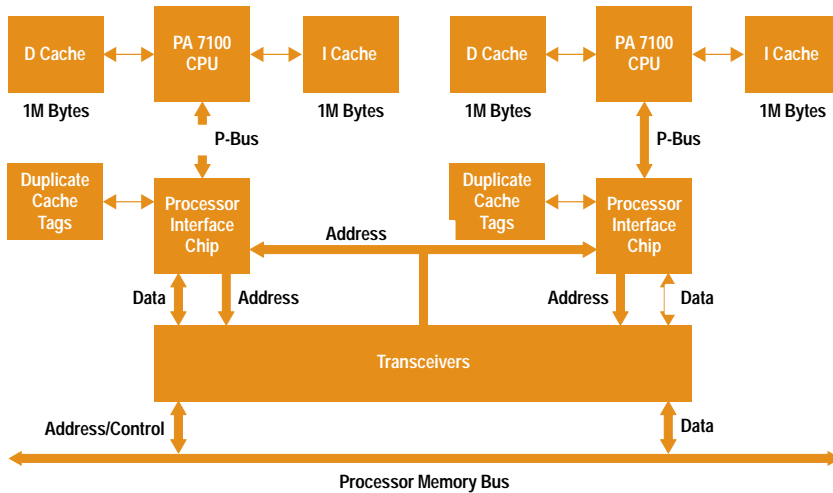 D Cache
PA 7100
CPU
I Cache
D Cache
PA 7100
CPU
I Cache
1M Bytes
1M Bytes
1M Bytes
1M Bytes
P-Bus
P-Bus
Duplicate
Cache
Tags
Processor
Interface
Chip
Duplicate
Cache
Tags
Processor
Interface
Chip
Address
Data
Address
Address
Data
Transceivers
Address/Control
Data
Processor Memory Bus